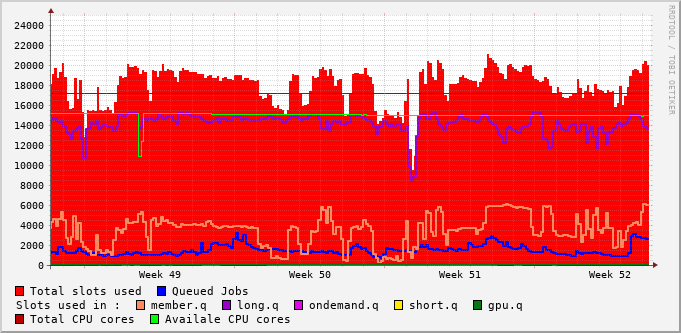 24000
22000
20000
18000
16000
14000
12000
10000
8000
6000
4000
2000
0
Week 49 Week 50 Week 51 Week 52
RRDTOOL / TOBI OETIKER
Total slots used Queued Jobs
Slots used in : member.q long.q ondemand.q short.q gpu.q
Total CPU cores Availale CPU cores